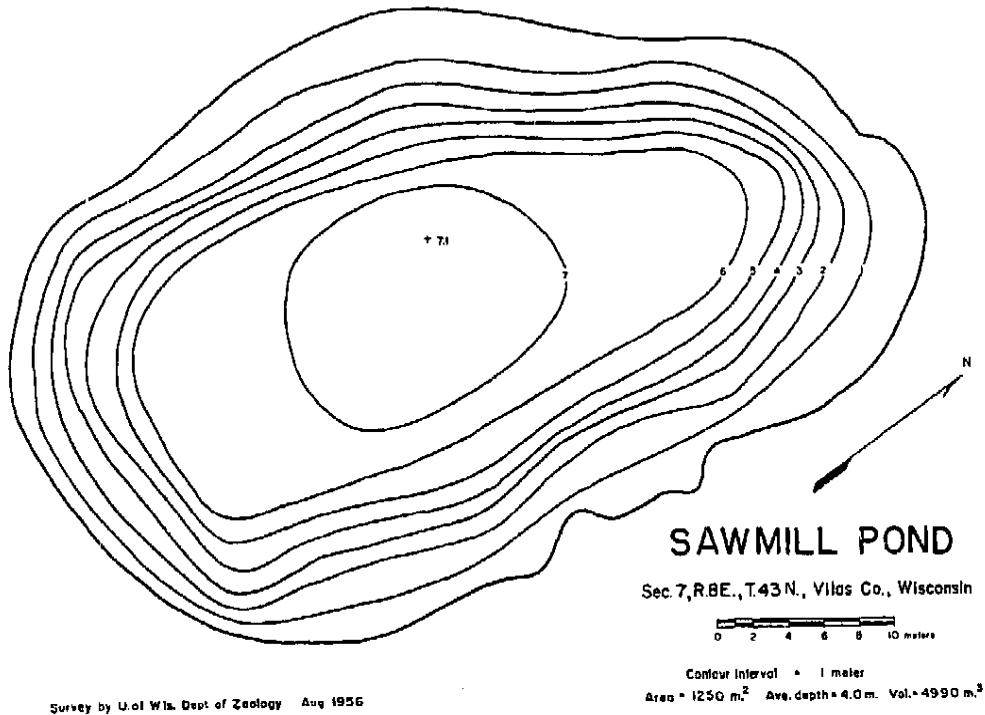 + 7.1
7
6 5 4 3 2 1
N
SAWMILL POND
Sec. 7, R.8E., T.43 N., Vilas Co., Wisconsin
0 2 4 6 8 10 meters
Contour Interval = 1 meter
Area = 1250 m.² Ave. depth = 4.0 m. Vol. = 4990 m.³
Survey by U. of Wis. Dept of Zoology Aug 1956